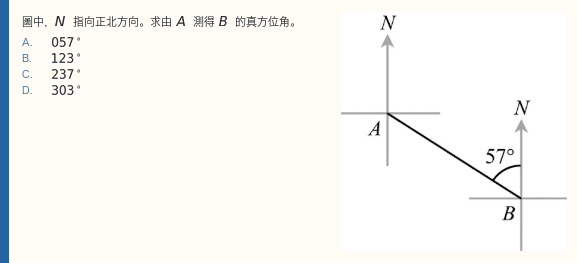 圖中，N 指向正北方向。求由 A 測得 B 的真方位角。
A. 057°
B. 123°
C. 237°
D. 303°
N
A
N
57°
B